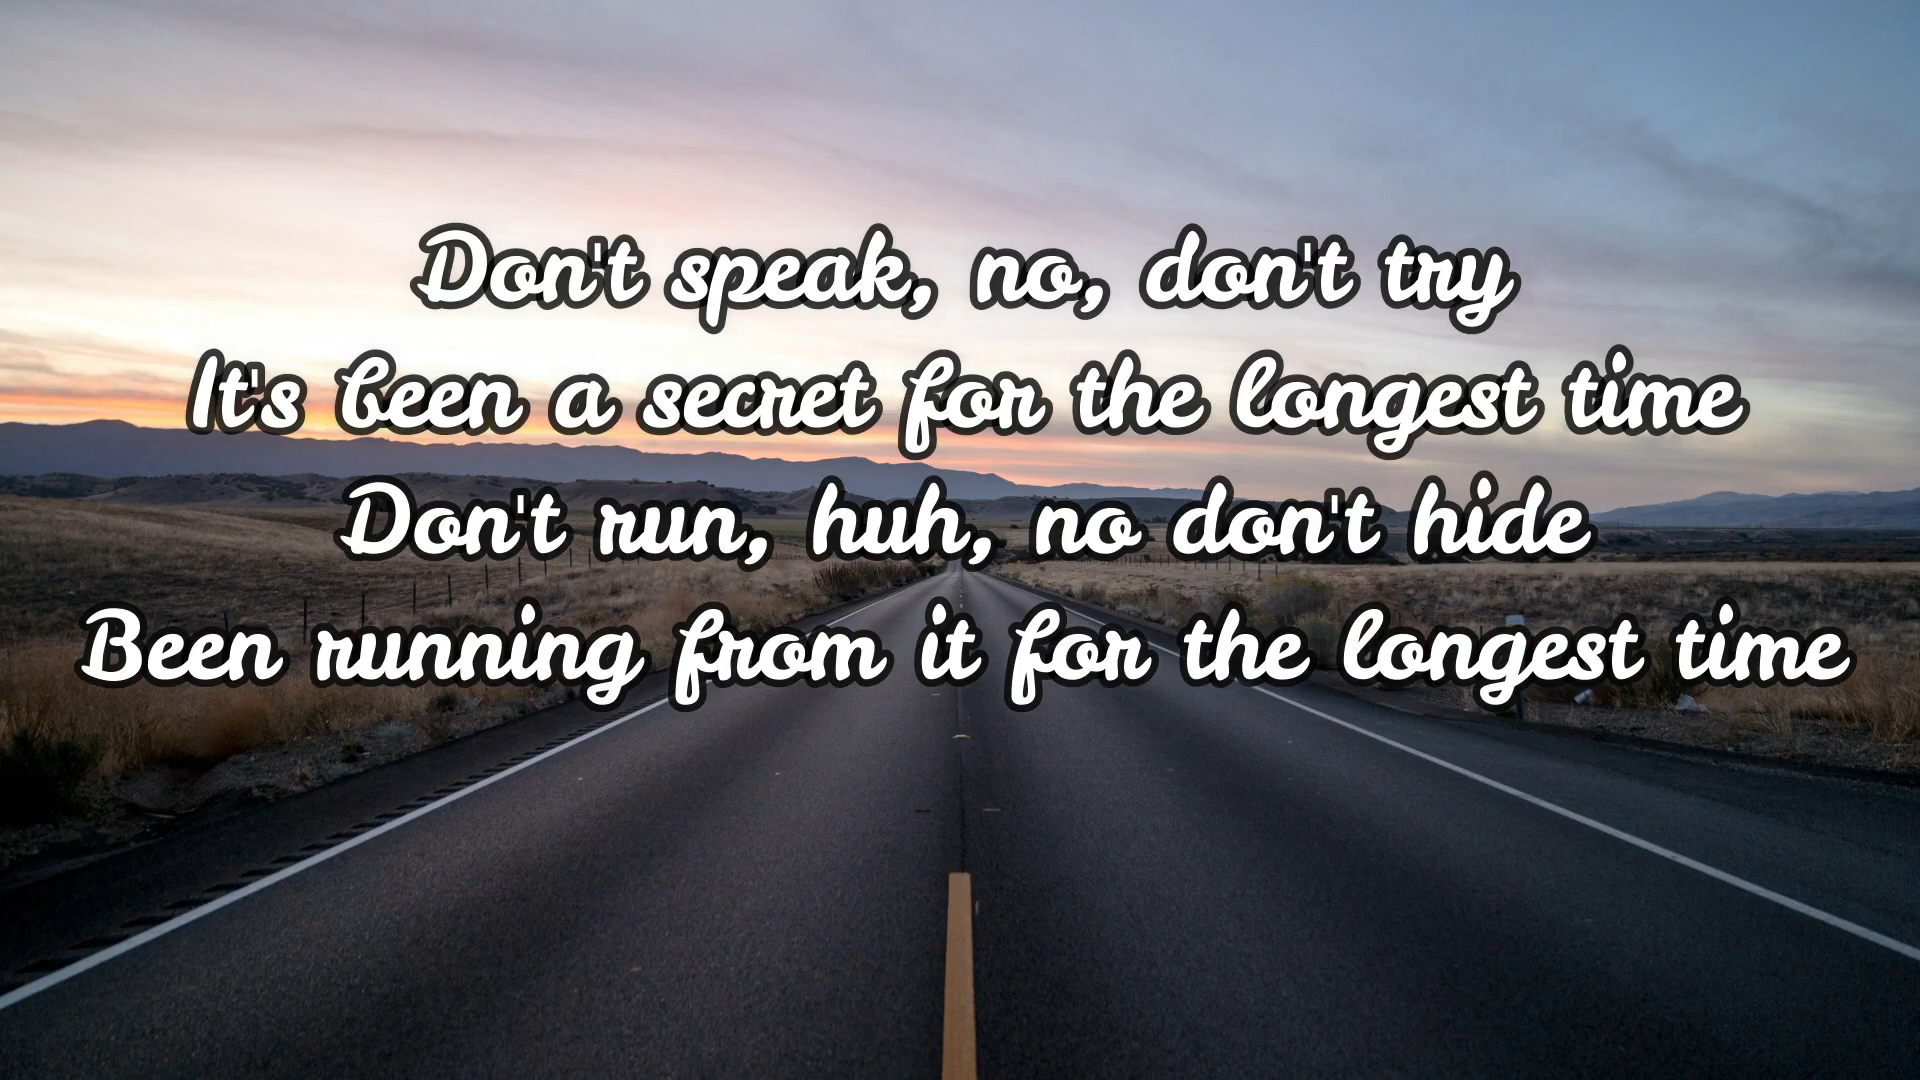 Don't speak, no, don't try
It's been a secret for the longest time
Don't run, huh, no don't hide
Been running from it for the longest time